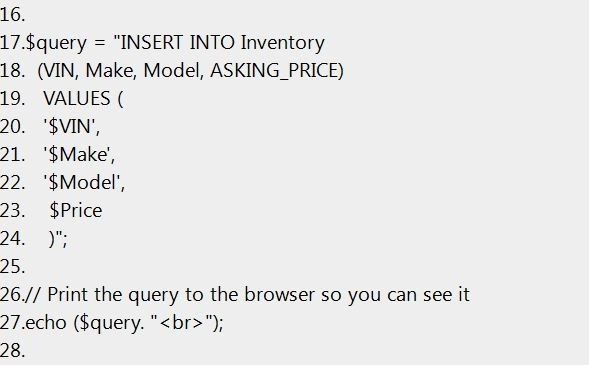 16.
17.$query = "INSERT INTO Inventory
18.  (VIN, Make, Model, ASKING_PRICE)
19.   VALUES (
20.   '$VIN',
21.   '$Make',
22.   '$Model',
23.    $Price
24.    )";
25.
26.// Print the query to the browser so you can see it
27.echo ($query. "<br>");
28.